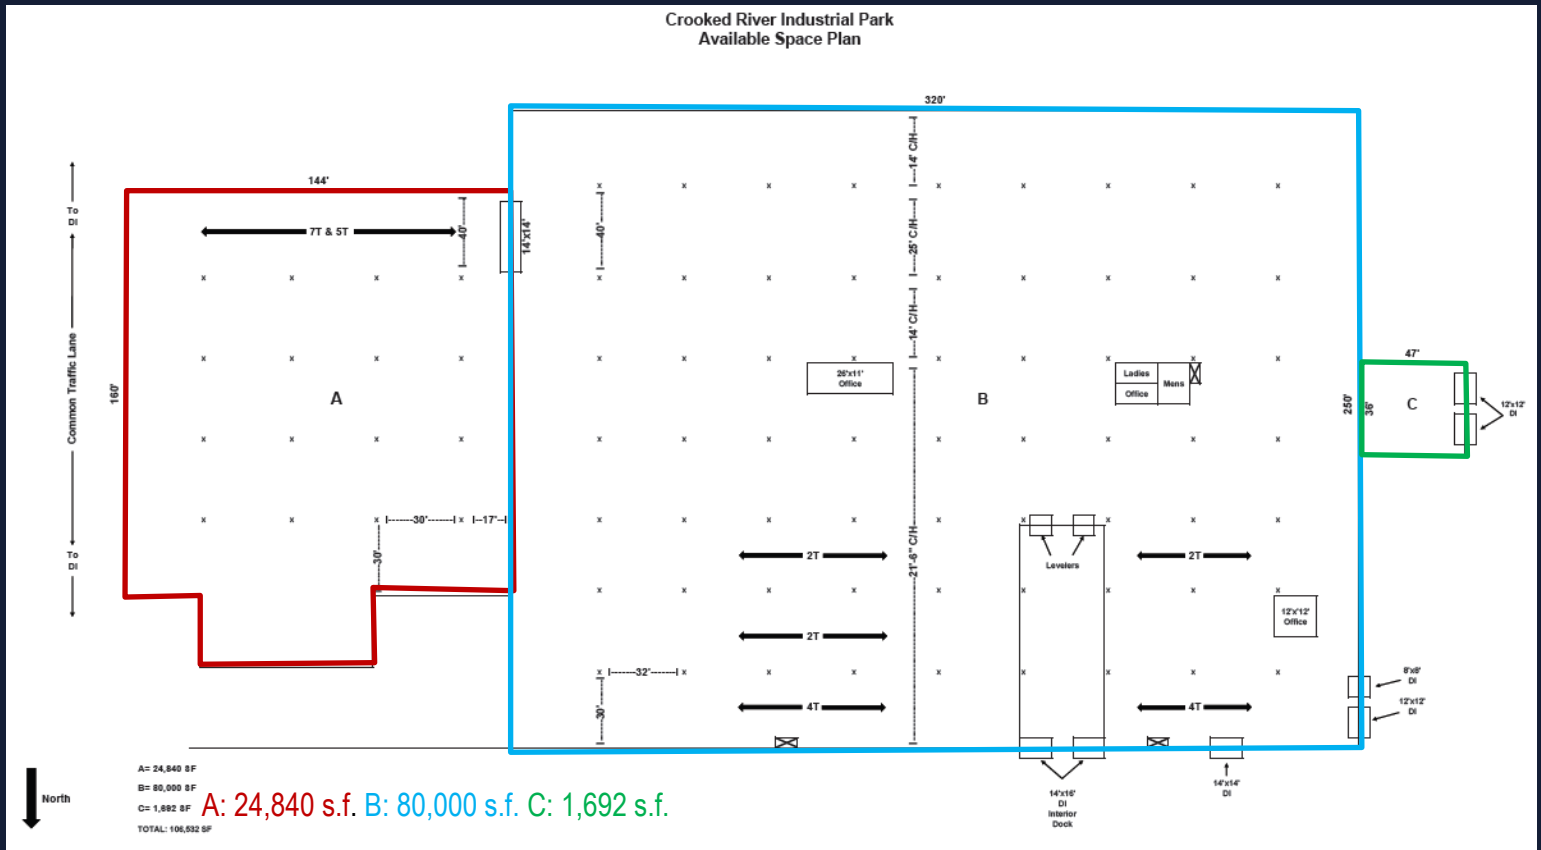 Crooked River Industrial Park
Available Space Plan
320'
144'
14' C/H
To
DI
7T & 5T
40'
14'x14'
40'
25' C/H
14' C/H
Common Traffic Lane
160'
A
26'x11'
Office
B
Ladies
Office
Mens
250'
36'
47'
C
12'x12'
DI
30'
17'
30'
To
DI
21'-6" C/H
2T
Levelers
2T
2T
12'x'12'
Office
32'
30'
4T
4T
8'x8'
DI
12'x12'
DI
14'x16'
DI
Interior
Dock
14'x14'
DI
North
A= 24,840 SF
B= 80,000 SF
C= 1,692 SF
TOTAL: 106,532 SF
A: 24,840 s.f. B: 80,000 s.f. C: 1,692 s.f.